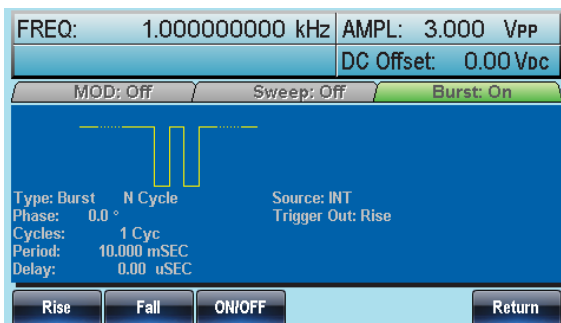 FREQ: 1.000000000 kHz AMPL: 3.000 VPP
DC Offset: 0.00 VDC
MOD: Off Sweep: Off Burst: On
Type: Burst N Cycle Source: INT
Phase: 0.0 ° Trigger Out: Rise
Cycles: 1 Cyc
Period: 10.000 mSEC
Delay: 0.00 uSEC
Rise Fall ON/OFF Return